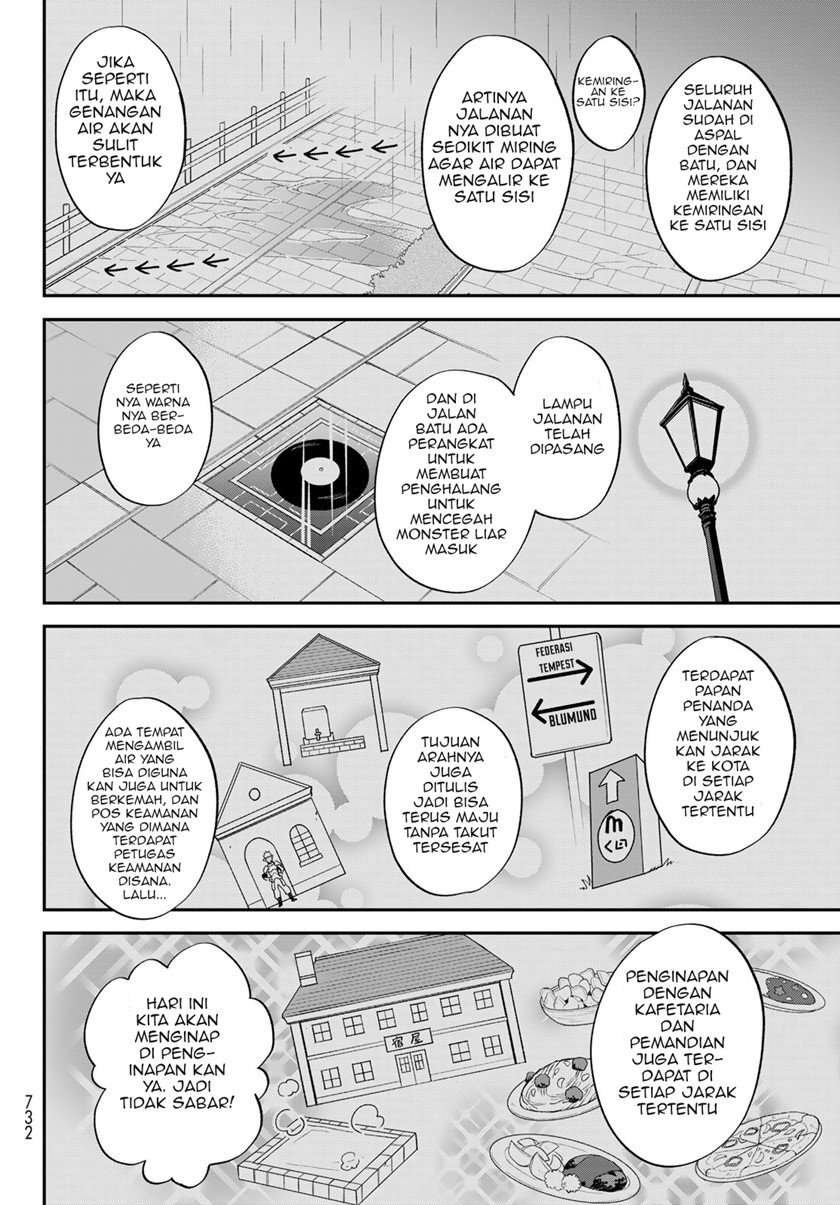 SELURUH
JALANAN
SUDAH DI
ASPAL
DENGAN
BATU, DAN
MEREKA
MEMILIKI
KEMIRINGAN
KE SATU SISI
KEMIRING-
AN KE
SATU SISI?
ARTINYA
JALANAN
NYA DIBUAT
SEDIKIT MIRING
AGAR AIR DAPAT
MENGALIR KE
SATU SISI
JIKA
SEPERTI
ITU, MAKA
GENANGAN
AIR AKAN
SULIT
TERBENTUK
YA
LAMPU
JALANAN
TELAH
DIPASANG
DAN DI
JALAN
BATU ADA
PERANGKAT
UNTUK
MEMBUAT
PENGHALANG
UNTUK
MENCEGAH
MONSTER LIAR
MASUK
SEPERTI
NYA WARNA
NYA BER-
BEDA-BEDA
YA
TERDAPAT
PAPAN
PENANDA
YANG
MENUNJUK
KAN JARAK
KE KOTA
DI SETIAP
JARAK
TERTENTU
FEDERASI
TEMPEST
BLUMUND
TUJUAN
ARAHNYA
JUGA
DITULIS
JADI BISA
TERUS MAJU
TANPA TAKUT
TERSESAT
ADA TEMPAT
MENGAMBIL
AIR YANG
BISA DIGUNA
KAN JUGA UNTUK
BERKEMAH, DAN
POS KEAMANAN
YANG DIMANA
TERDAPAT
PETUGAS
KEAMANAN
DISANA.
LALU...
PENGINAPAN
DENGAN
KAFETARIA
DAN
PEMANDIAN
JUGA TER-
DAPAT DI
SETIAP JARAK
TERTENTU
宿屋
HARI INI
KITA AKAN
MENGINAP
DI PENG-
INAPAN KAN
YA. JADI
TIDAK SABAR!
732